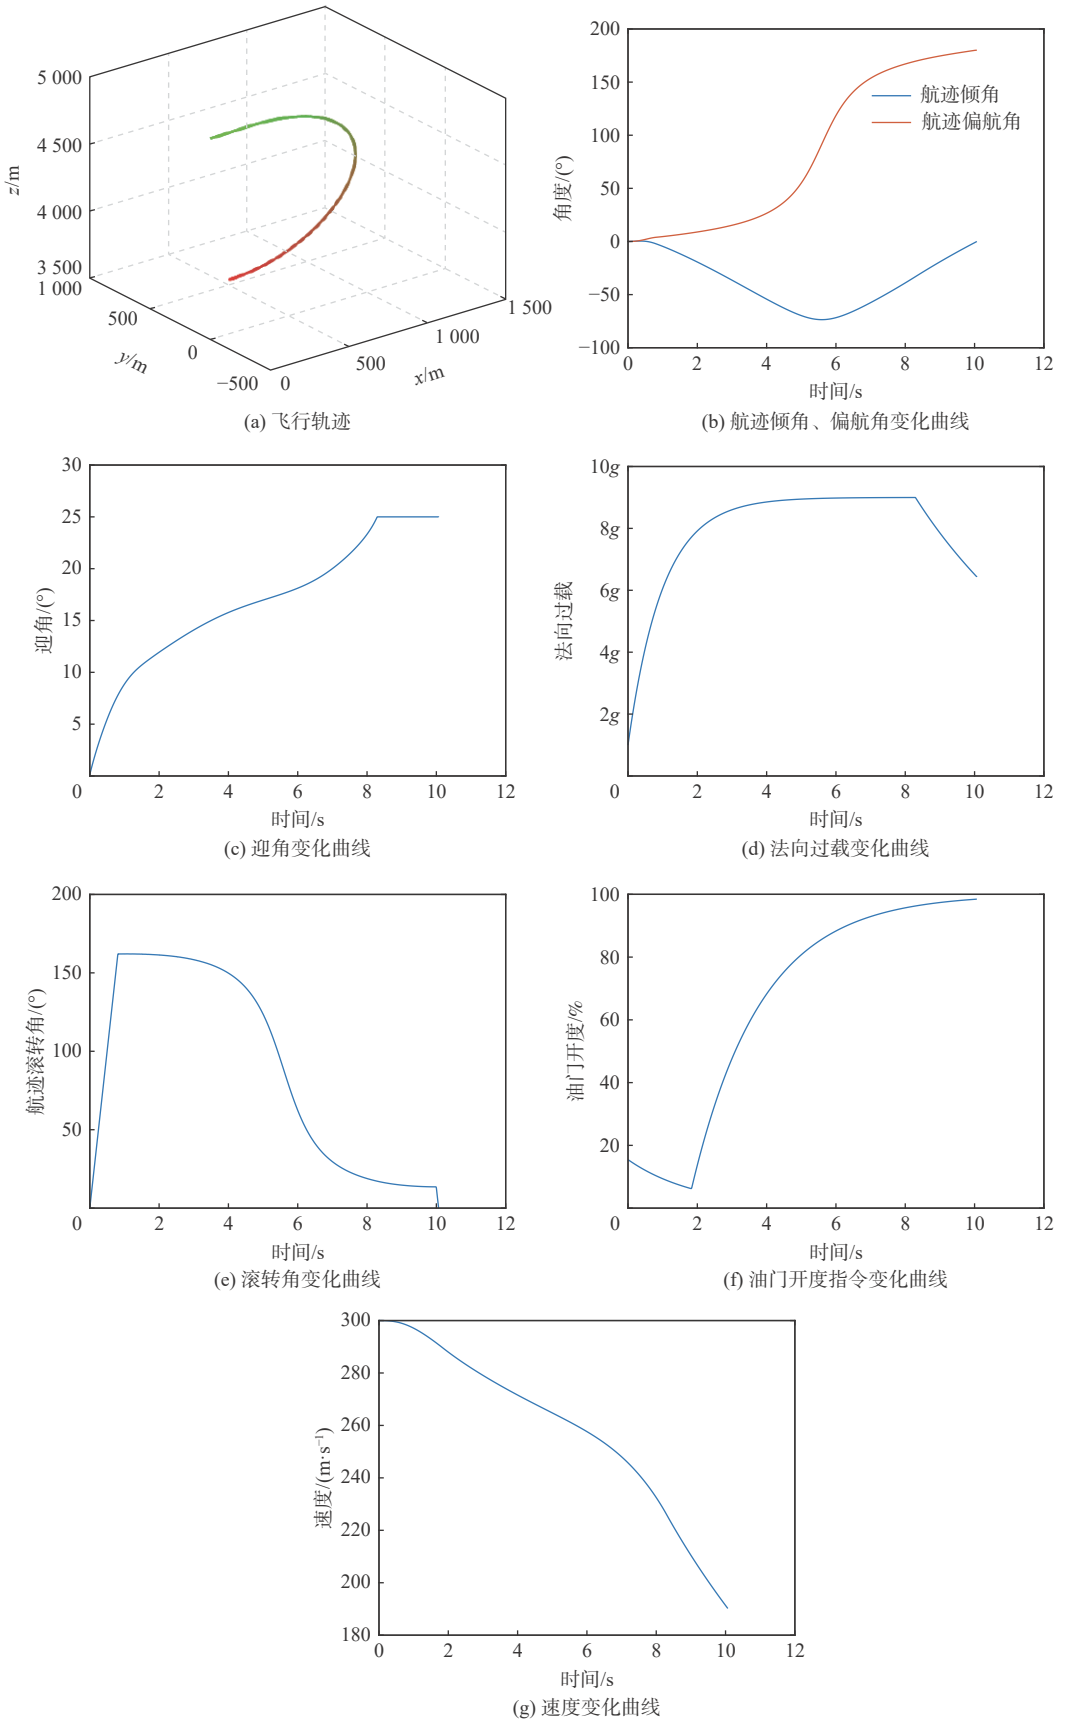 5 000
4 500
4 000
3 500
z/m
1 000
500
0
−500
y/m
0
500
1 000
1 500
x/m
(a) 飞行轨迹
200
150
100
50
0
−50
−100
角度/(°)
航迹倾角
航迹偏航角
0 2 4 6 8 10 12
时间/s
(b) 航迹倾角、偏航角变化曲线
30
25
20
15
10
5
0 2 4 6 8 10 12
迎角/(°)
时间/s
(c) 迎角变化曲线
10g
8g
6g
4g
2g
0 2 4 6 8 10 12
法向过载
时间/s
(d) 法向过载变化曲线
200
150
100
50
0 2 4 6 8 10 12
航迹滚转角/(°)
时间/s
(e) 滚转角变化曲线
100
80
60
40
20
0 2 4 6 8 10 12
油门开度/%
时间/s
(f) 油门开度指令变化曲线
300
280
260
240
220
200
180
0 2 4 6 8 10 12
速度/(m·s⁻¹)
时间/s
(g) 速度变化曲线